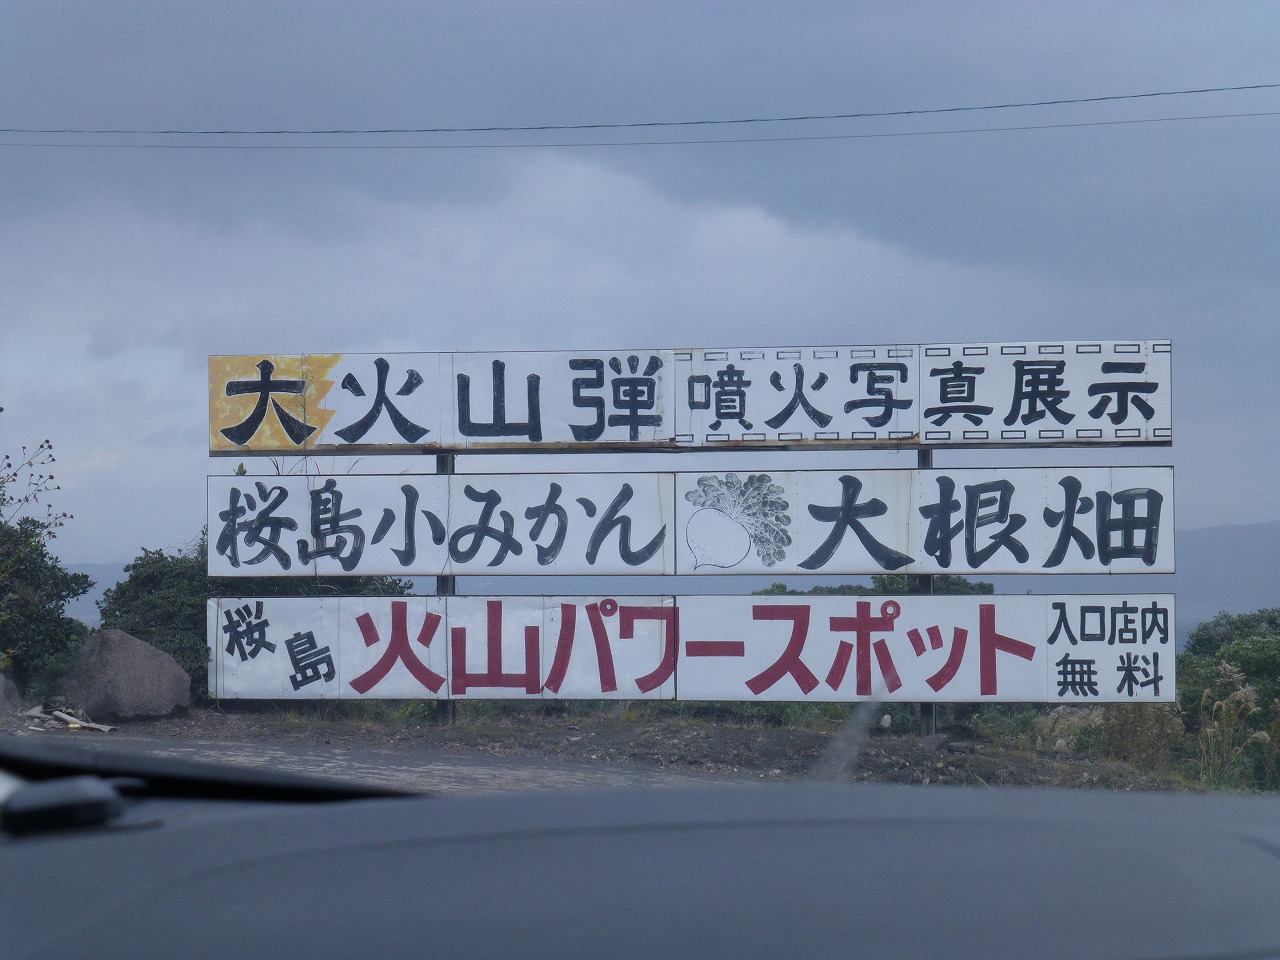 大火山弾 噴火写真展示
桜島小みかん 大根畑
桜島 火山パワースポット 入口店内
無料